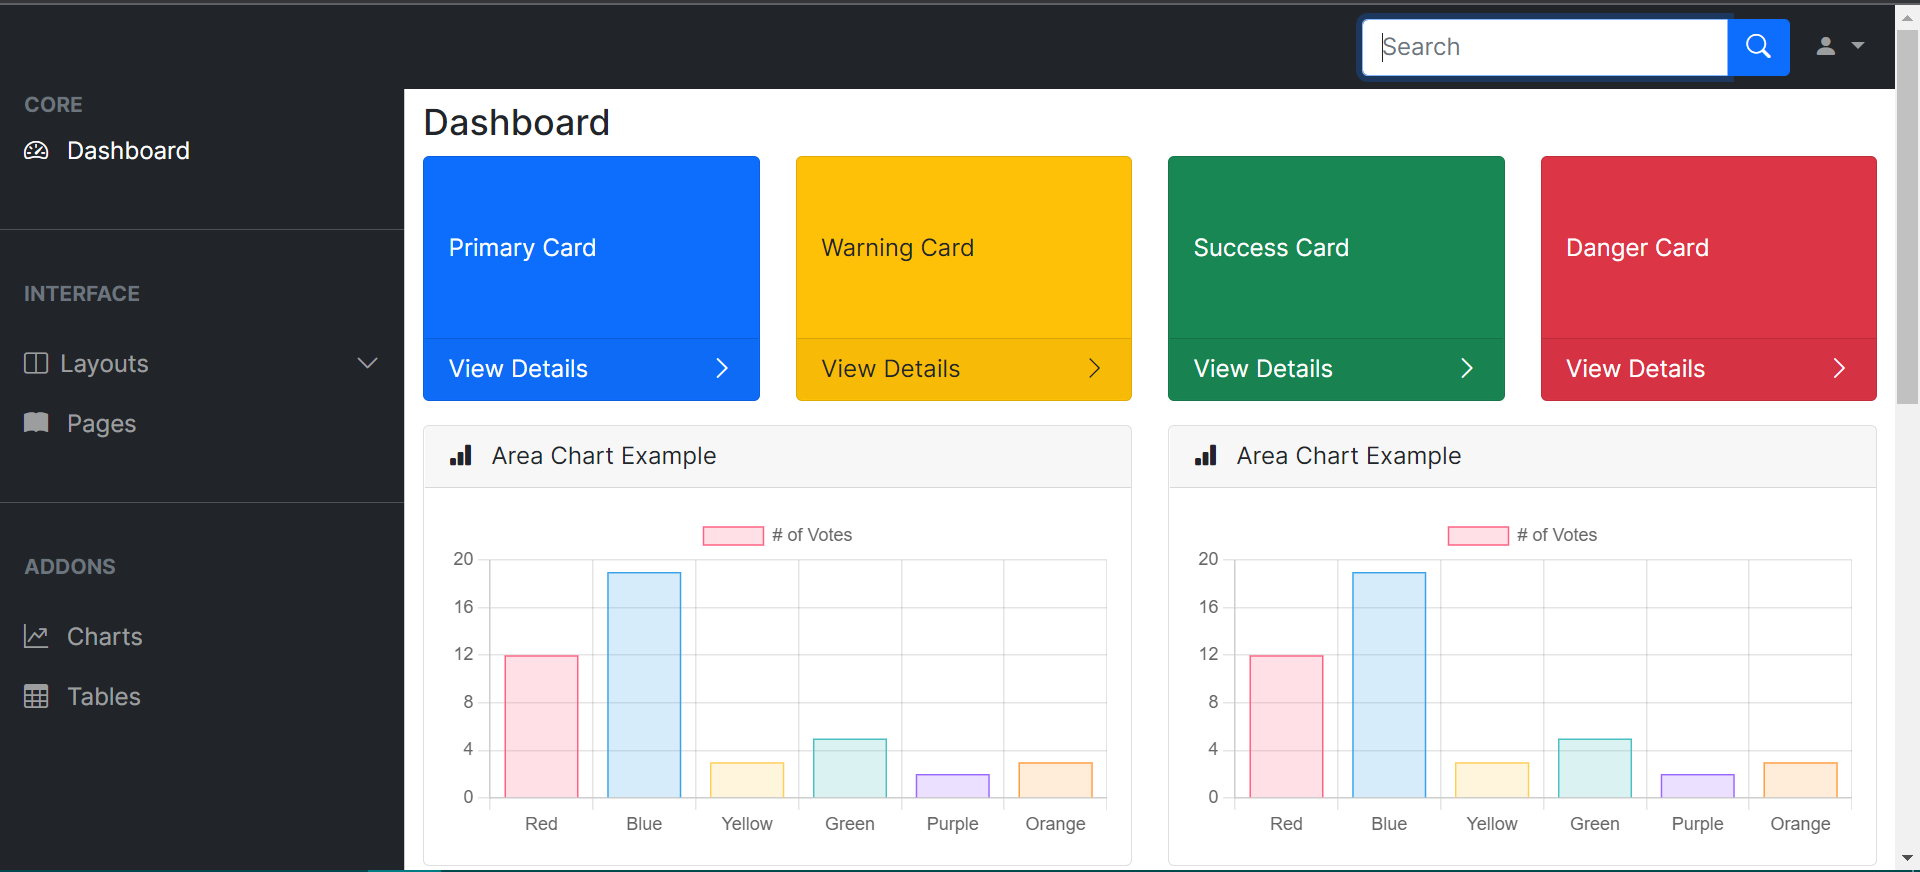 Search
CORE
Dashboard
INTERFACE
Layouts
Pages
ADDONS
Charts
Tables
Dashboard
Primary Card
View Details
Warning Card
View Details
Success Card
View Details
Danger Card
View Details
Area Chart Example
# of Votes
20
16
12
8
4
0
Red Blue Yellow Green Purple Orange
Area Chart Example
# of Votes
20
16
12
8
4
0
Red Blue Yellow Green Purple Orange